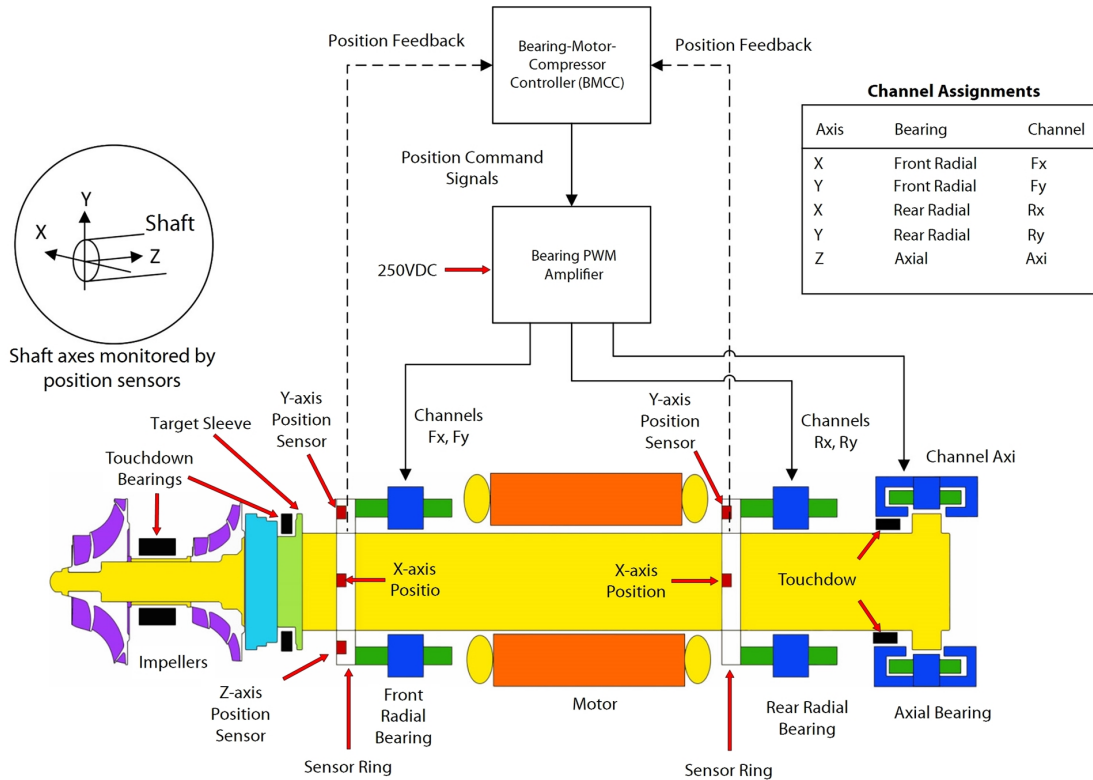 Position Feedback
Bearing-Motor-
Compressor
Controller (BMCC)
Position Feedback
Channel Assignments
Axis Bearing Channel
X Front Radial Fx
Y Front Radial Fy
X Rear Radial Rx
Y Rear Radial Ry
Z Axial Axi
Position Command
Signals
Y
X
Shaft
Z
Shaft axes monitored by
position sensors
250VDC
Bearing PWM
Amplifier
Y-axis
Position
Sensor
Target Sleeve
Touchdown
Bearings
Channels
Fx, Fy
Y-axis
Position
Sensor
Channels
Rx, Ry
Channel Axi
X-axis
Positio
X-axis
Position
Touchdow
Impellers
Z-axis
Position
Sensor
Front
Radial
Bearing
Motor
Rear Radial
Bearing
Axial Bearing
Sensor Ring
Sensor Ring